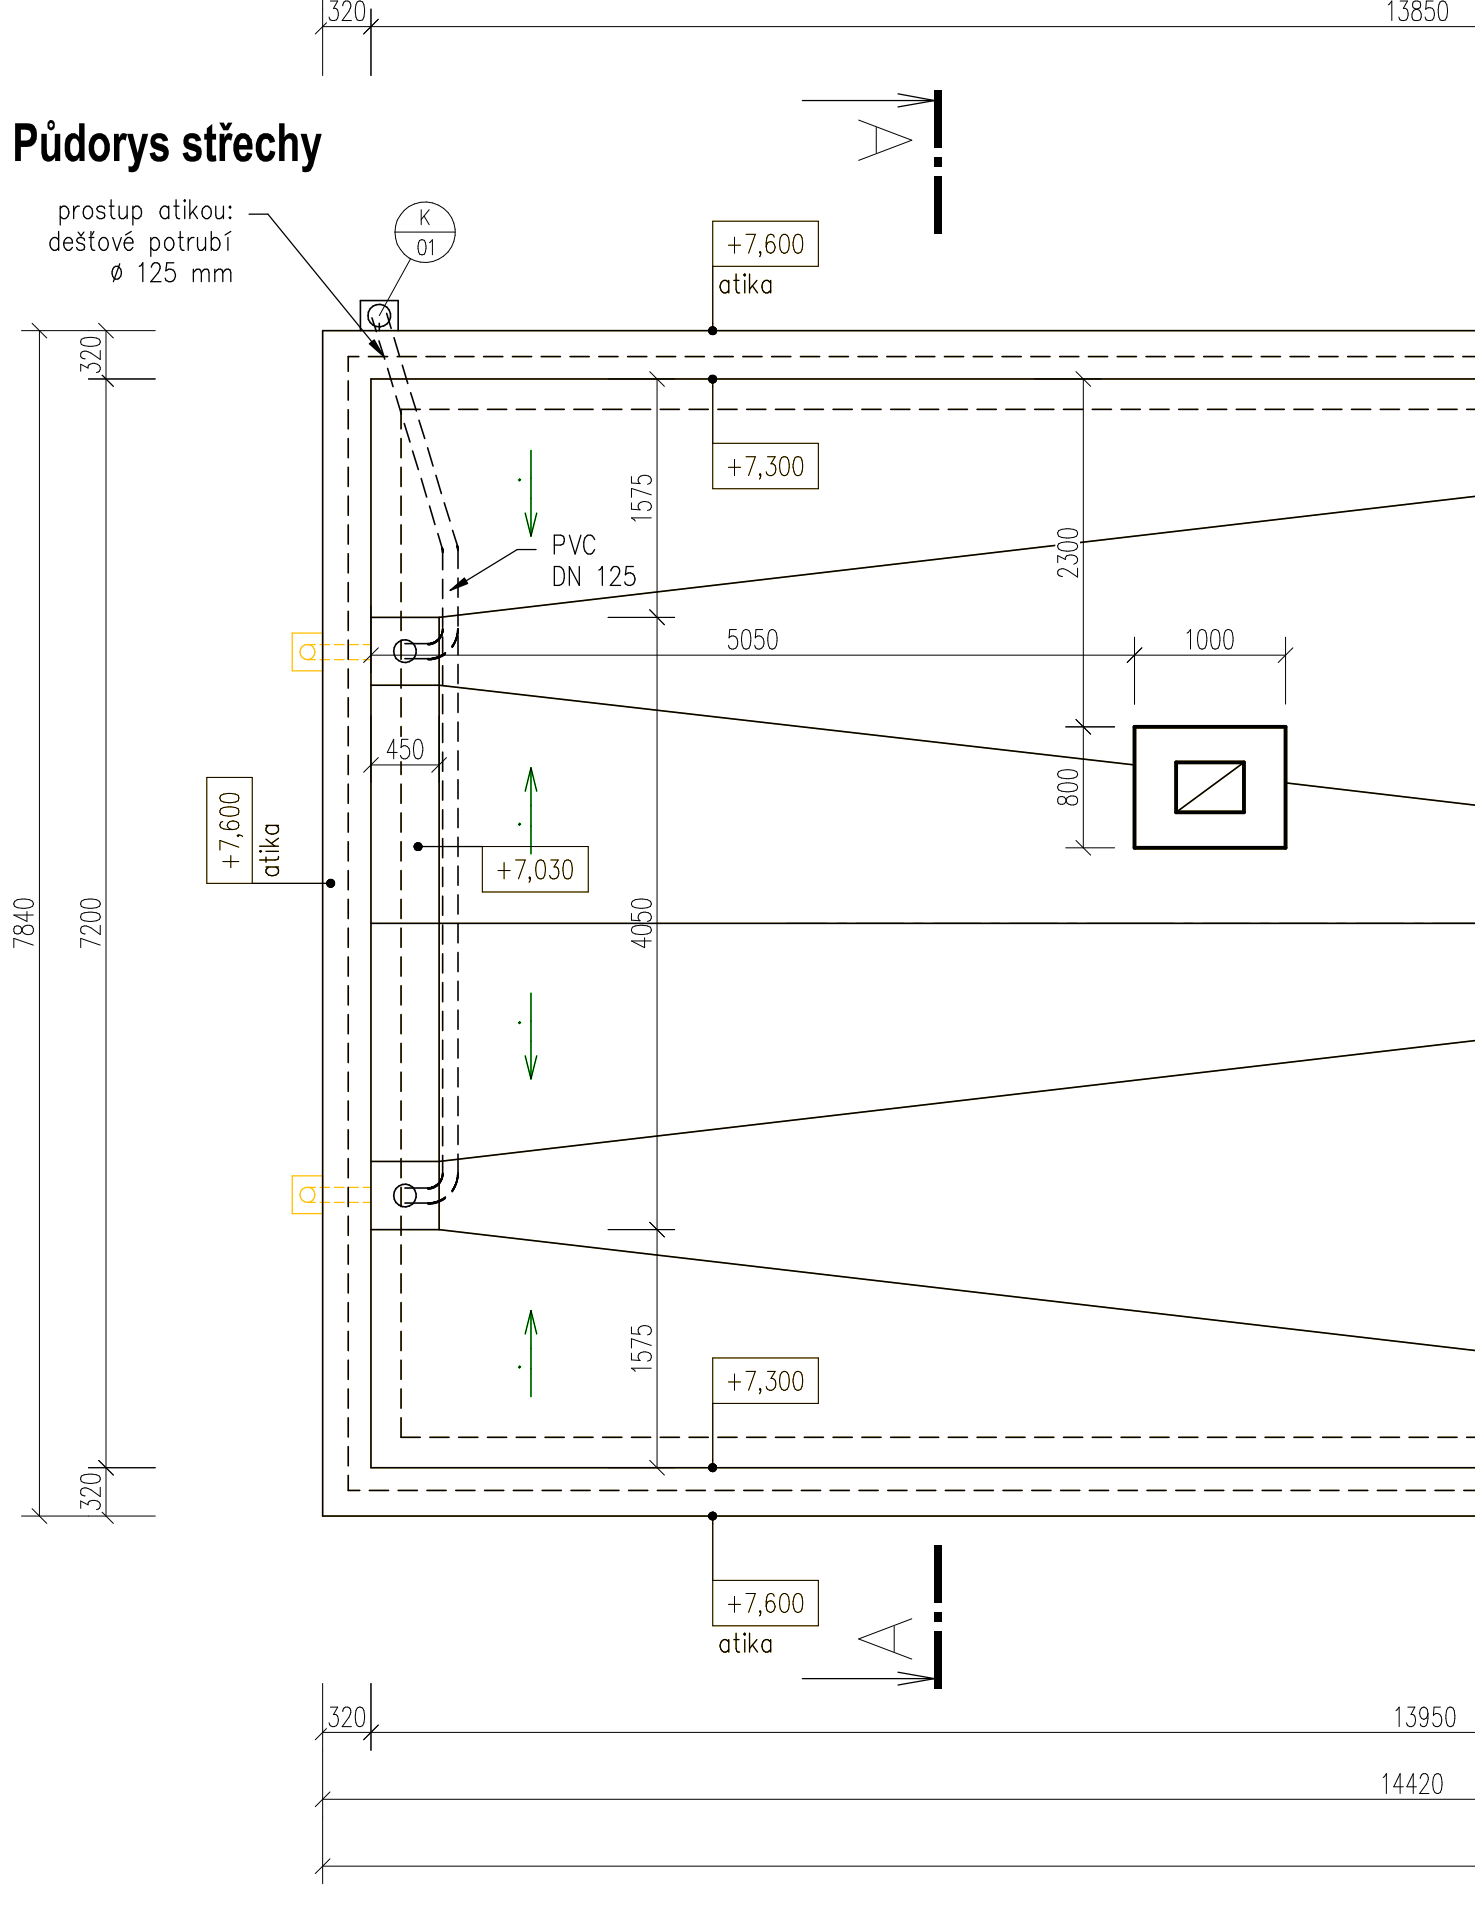 320
13850
A
Půdorys střechy
prostup atikou:
dešťové potrubí
ø 125 mm
K
01
+7,600
atika
320
+7,300
1575
PVC
DN 125
2300
5050
1000
450
800
+7,600
atika
+7,030
7840
7200
4050
1575
+7,300
320
+7,600
atika
A
320
13950
14420